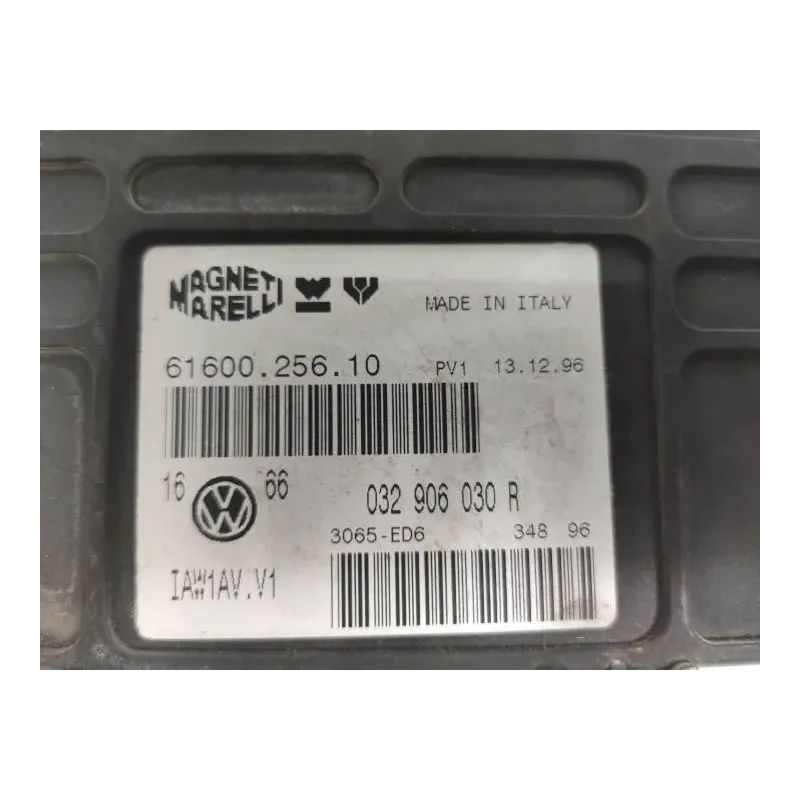 MAGNETI MARELLI
MADE IN ITALY
61600.256.10 PV1 13.12.96
16 66
032 906 030 R
3065-ED6 348 96
IAW1AV.V1